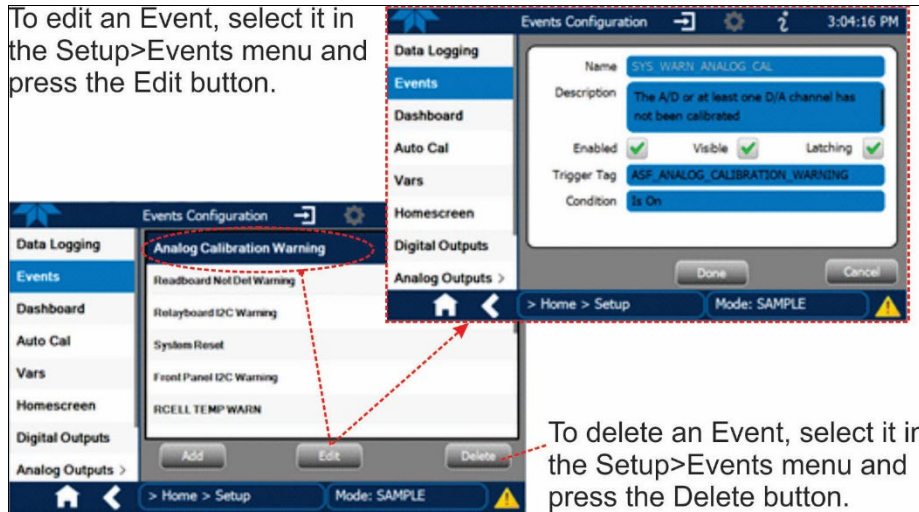 To edit an Event, select it in
the Setup>Events menu and
press the Edit button.
Events Configuration
3:04:16 PM
Data Logging
Events
Dashboard
Auto Cal
Vars
Homescreen
Digital Outputs
Analog Outputs >
Name SYS_WARN_ANALOG_CAL
Description The A/D or at least one D/A channel has
not been calibrated
Enabled Visible Latching
Trigger Tag ASF_ANALOG_CALIBRATION_WARNING
Condition Is On
Done Cancel
> Home > Setup Mode: SAMPLE
Events Configuration
Data Logging
Events
Dashboard
Auto Cal
Vars
Homescreen
Digital Outputs
Analog Outputs >
Analog Calibration Warning
Readboard Not Det Warning
Relayboard I2C Warning
System Reset
Front Panel I2C Warning
RCELL TEMP WARN
Add Edit Delete
> Home > Setup Mode: SAMPLE
To delete an Event, select it in
the Setup>Events menu and
press the Delete button.